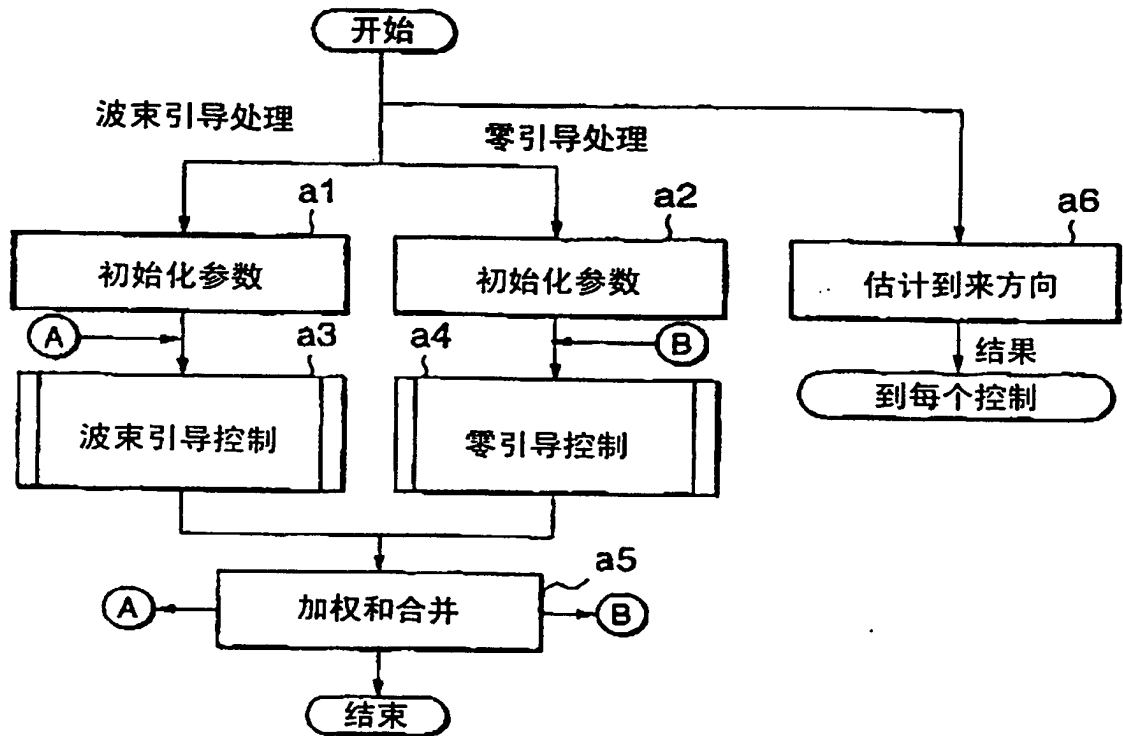 开始
波束引导处理
零引导处理
a1
a2
a6
初始化参数
初始化参数
估计到来方向
A
a3
a4
B
结果
到每个控制
波束引导控制
零引导控制
a5
A
加权和合并
B
结束